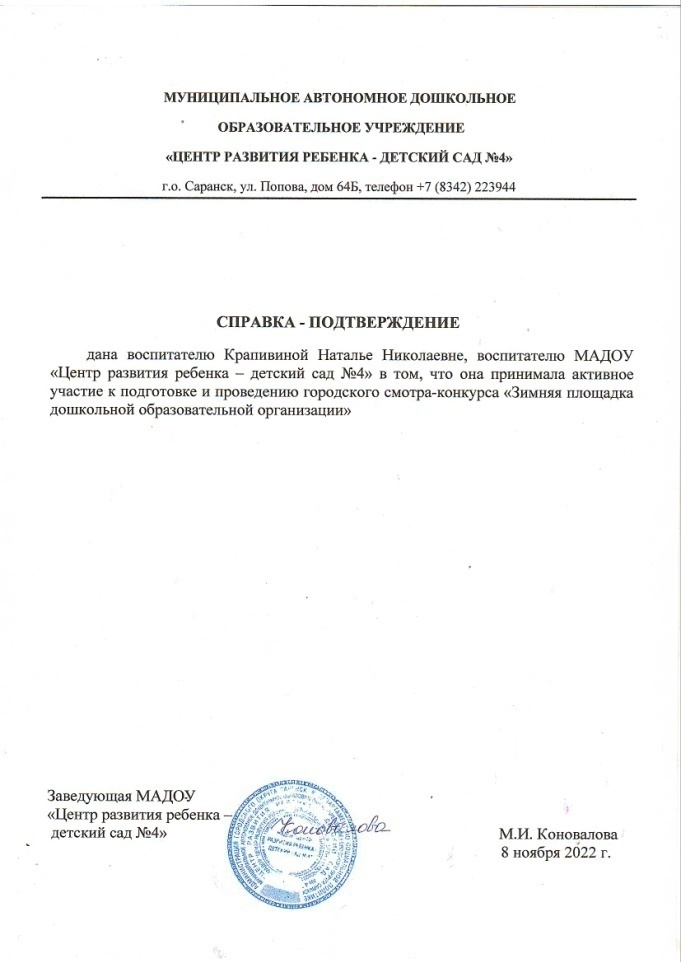 МУНИЦИПАЛЬНОЕ АВТОНОМНОЕ ДОШКОЛЬНОЕ
ОБРАЗОВАТЕЛЬНОЕ УЧРЕЖДЕНИЕ
«ЦЕНТР РАЗВИТИЯ РЕБЕНКА - ДЕТСКИЙ САД №4»
г.о. Саранск, ул. Попова, дом 64Б, телефон +7 (8342) 223944
СПРАВКА - ПОДТВЕРЖДЕНИЕ
дана воспитателю Крапивиной Наталье Николаевне, воспитателю МАДОУ
«Центр развития ребенка – детский сад №4» в том, что она принимала активное
участие к подготовке и проведению городского смотра-конкурса «Зимняя площадка
дошкольной образовательной организации»
Заведующая МАДОУ
«Центр развития ребенка –
детский сад №4»
Коновалова
М.И. Коновалова
8 ноября 2022 г.